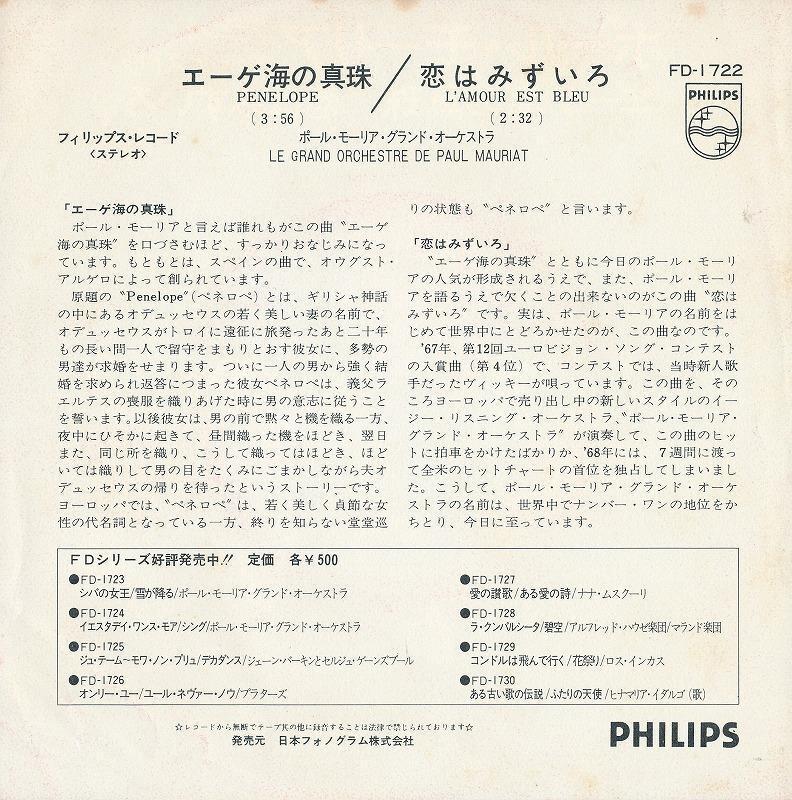 エーゲ海の真珠／恋はみずいろ
PENELOPE L'AMOUR EST BLEU
(3:56) (2:32)
FD-1722
PHILIPS
フィリップス・レコード
〈ステレオ〉
ポール・モーリア・グランド・オーケストラ
LE GRAND ORCHESTRE DE PAUL MAURIAT
「エーゲ海の真珠」
ポール・モーリアと言えば誰れもがこの曲〝エーゲ
海の真珠〟を口づさむほど、すっかりおなじみになっ
ています。もともとは、スペインの曲で、オウグスト・
アルゲロによって創られています。
原題の〝Penelope〟(ペネロペ)とは、ギリシャ神話
の中にあるオデュッセウスの若く美しい妻の名前で、
オデュッセウスがトロイに遠征に旅発ったあと二十年
もの長い間一人で留守をまもりとおす彼女に、多勢の
男達が求婚をせまります。ついに一人の男から強く結
婚を求められ返答につまった彼女ペネロペは、義父ラ
エルテスの喪服を織りあげた時に男の意志に従うこと
を誓います。以後彼女は、男の前で黙々と機を織る一方、
夜中にひそかに起きて、昼間織った機をほどき、翌日
また、同じ所を織り、こうして織ってはほどき、ほど
いては織りして男の目をたくみにごまかしながら夫オ
デュッセウスの帰りを待ったというストーリーです。
ヨーロッパでは、〝ペネロペ〟は、若く美しく貞節な女
性の代名詞となっている一方、終りを知らない堂堂巡
りの状態も〝ペネロペ〟と言います。
「恋はみずいろ」
〝エーゲ海の真珠〟とともに今日のポール・モーリ
アの人気が形成されるうえで、また、ポール・モーリ
アを語るうえで欠くことの出来ないのがこの曲〝恋は
みずいろ〟です。実は、ポール・モーリアの名前をは
じめて世界中にとどろかせたのが、この曲なのです。
'67年、第12回ユーロビジョン・ソング・コンテスト
の入賞曲(第4位)で、コンテストでは、当時新人歌
手だったヴィッキーが唄っています。この曲を、その
ころヨーロッパで売り出し中の新しいスタイルのイー
ジー・リスニング・オーケストラ、〝ポール・モーリア・
グランド・オーケストラ〟が演奏して、この曲のヒッ
トに拍車をかけたばかりか、'68年には、7週間に渡っ
て全米のヒットチャートの首位を独占してしまいまし
た。こうして、ポール・モーリア・グランド・オーケ
ストラの名前は、世界中でナンバー・ワンの地位をか
ちとり、今日に至っています。
FDシリーズ好評発売中!! 定価 各￥500
●FD-1723
シバの女王/雪が降る/ポール・モーリア・グランド・オーケストラ
●FD-1724
イエスタデイ・ワンス・モア/シング/ポール・モーリア・グランド・オーケストラ
●FD-1725
ジュ・テーム～モワ・ノン・プリュ/デカダンス/ジェーン・バーキンとセルジュ・ゲーンズブール
●FD-1726
オンリー・ユー/ユール・ネヴァー・ノウ/プラターズ
●FD-1727
愛の讃歌/ある愛の詩/ナナ・ムスクーリ
●FD-1728
ラ・クンパルシータ/碧空/アルフレッド・ハウゼ楽団/マランド楽団
●FD-1729
コンドルは飛んで行く/花祭り/ロス・インカス
●FD-1730
ある古い歌の伝説/ふたりの天使/ヒナマリア・イダルゴ(歌)
☆レコードから無断でテープ其の他に録音することは法律で禁じられております☆
発売元 日本フォノグラム株式会社
PHILIPS